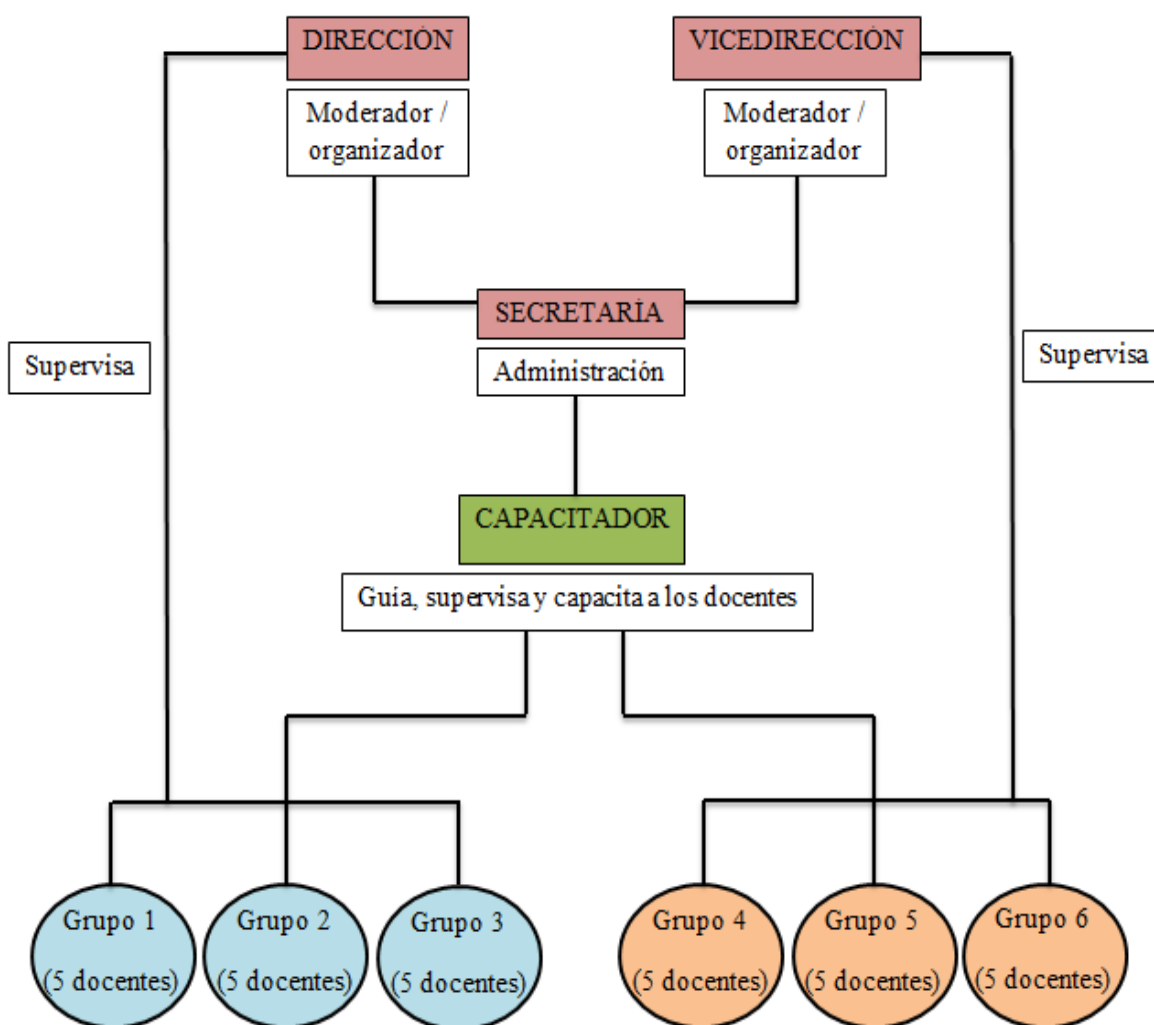 DIRECCIÓN
VICEDIRECCIÓN
Moderador /
organizador
Moderador /
organizador
SECRETARÍA
Administración
Supervisa
Supervisa
CAPACITADOR
Guía, supervisa y capacita a los docentes
Grupo 1
(5 docentes)
Grupo 2
(5 docentes)
Grupo 3
(5 docentes)
Grupo 4
(5 docentes)
Grupo 5
(5 docentes)
Grupo 6
(5 docentes)